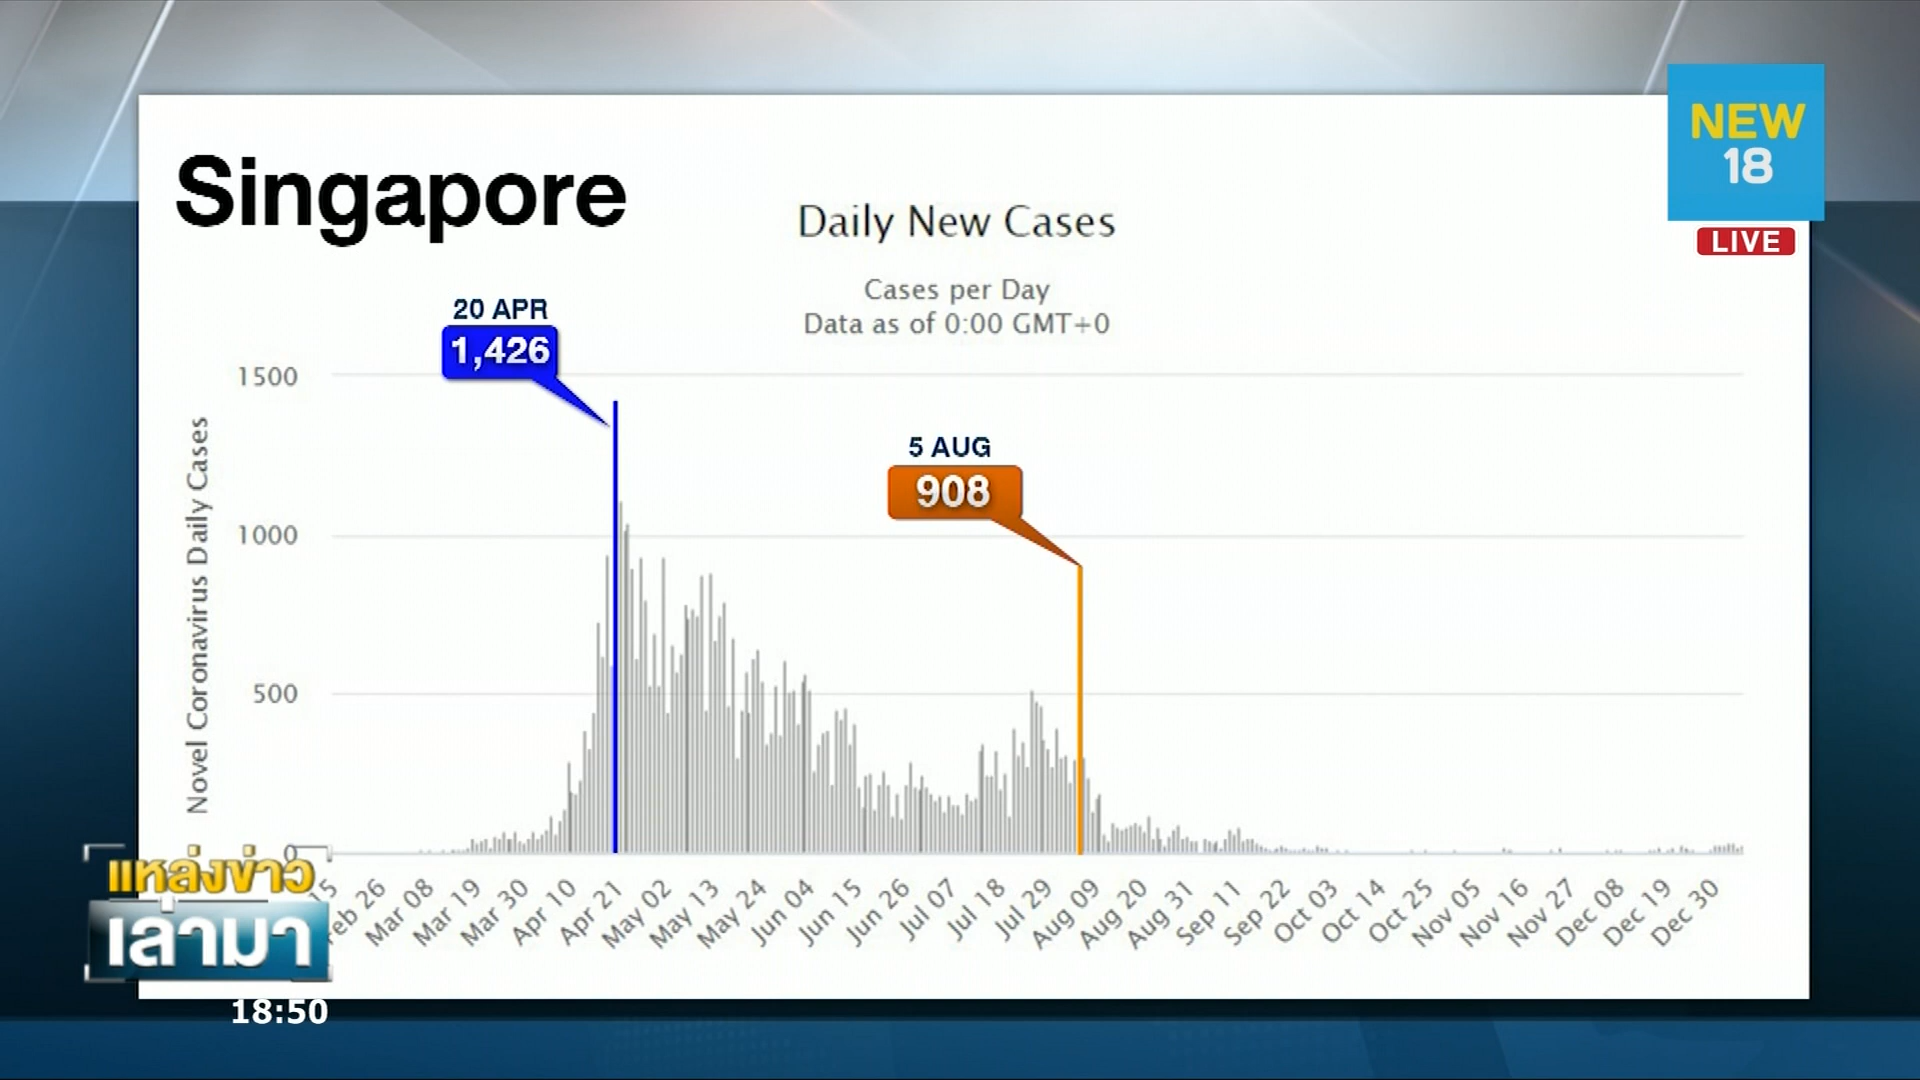 NEW
18
LIVE
Singapore
Daily New Cases
Cases per Day
Data as of 0:00 GMT+0
20 APR
1,426
5 AUG
908
Novel Coronavirus Daily Cases
1500
1000
500
0
15
Feb 26
Mar 08
Mar 19
Mar 30
Apr 10
Apr 21
May 02
May 13
May 24
Jun 04
Jun 15
Jun 26
Jul 07
Jul 18
Jul 29
Aug 09
Aug 20
Aug 31
Sep 11
Sep 22
Oct 03
Oct 14
Oct 25
Nov 05
Nov 16
Nov 27
Dec 08
Dec 19
Dec 30
แหล่งข่าว
เล่ามา
18:50